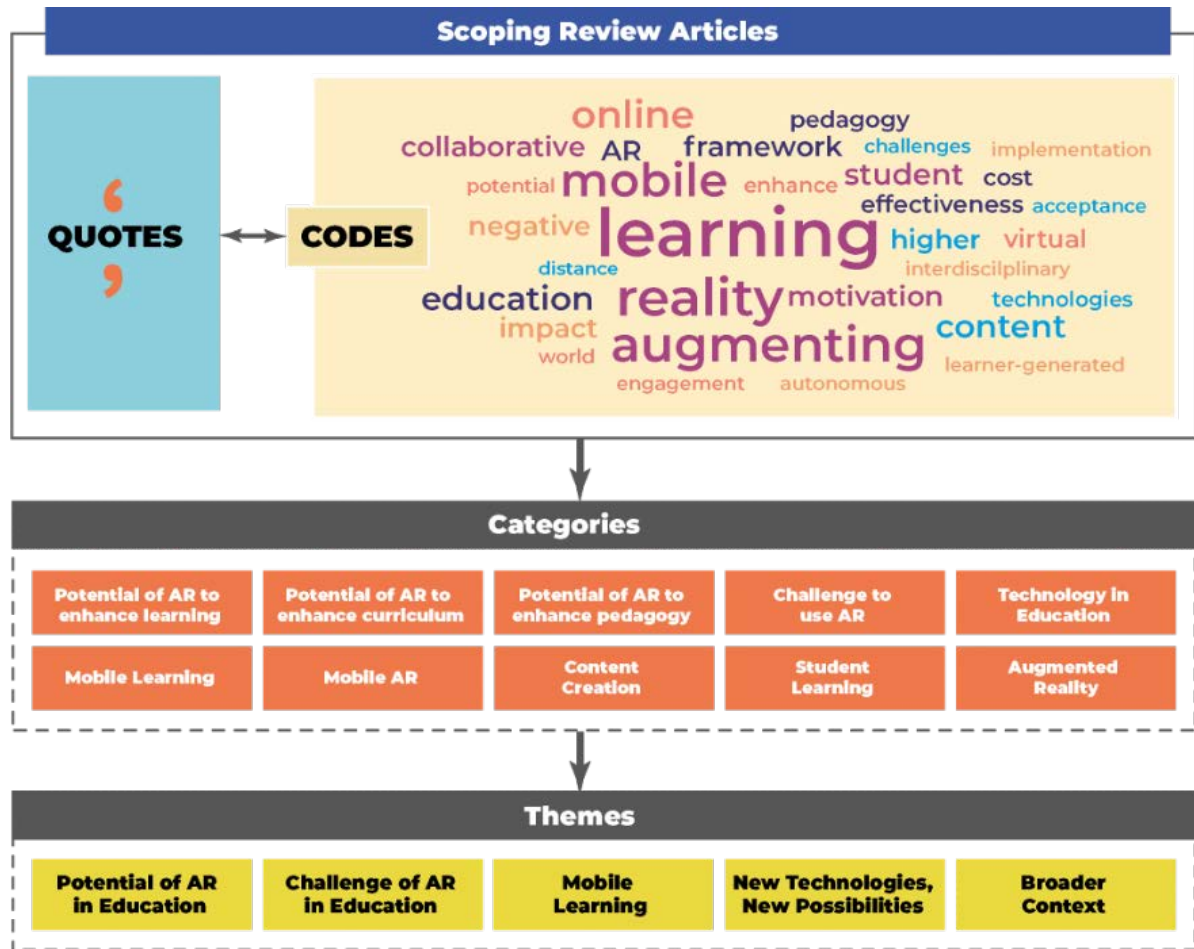 Scoping Review Articles
‘
QUOTES
’
CODES
online
pedagogy
collaborative AR framework challenges implementation
potential mobile enhance student cost
effectiveness acceptance
negative learning higher virtual
distance interdiscilplinary
education reality motivation technologies
impact augmenting content
world learner-generated
engagement autonomous
Categories
Potential of AR to
enhance learning
Potential of AR to
enhance curriculum
Potential of AR to
enhance pedagogy
Challenge to
use AR
Technology in
Education
Mobile Learning
Mobile AR
Content
Creation
Student
Learning
Augmented
Reality
Themes
Potential of AR
in Education
Challenge of AR
in Education
Mobile
Learning
New Technologies,
New Possibilities
Broader
Context